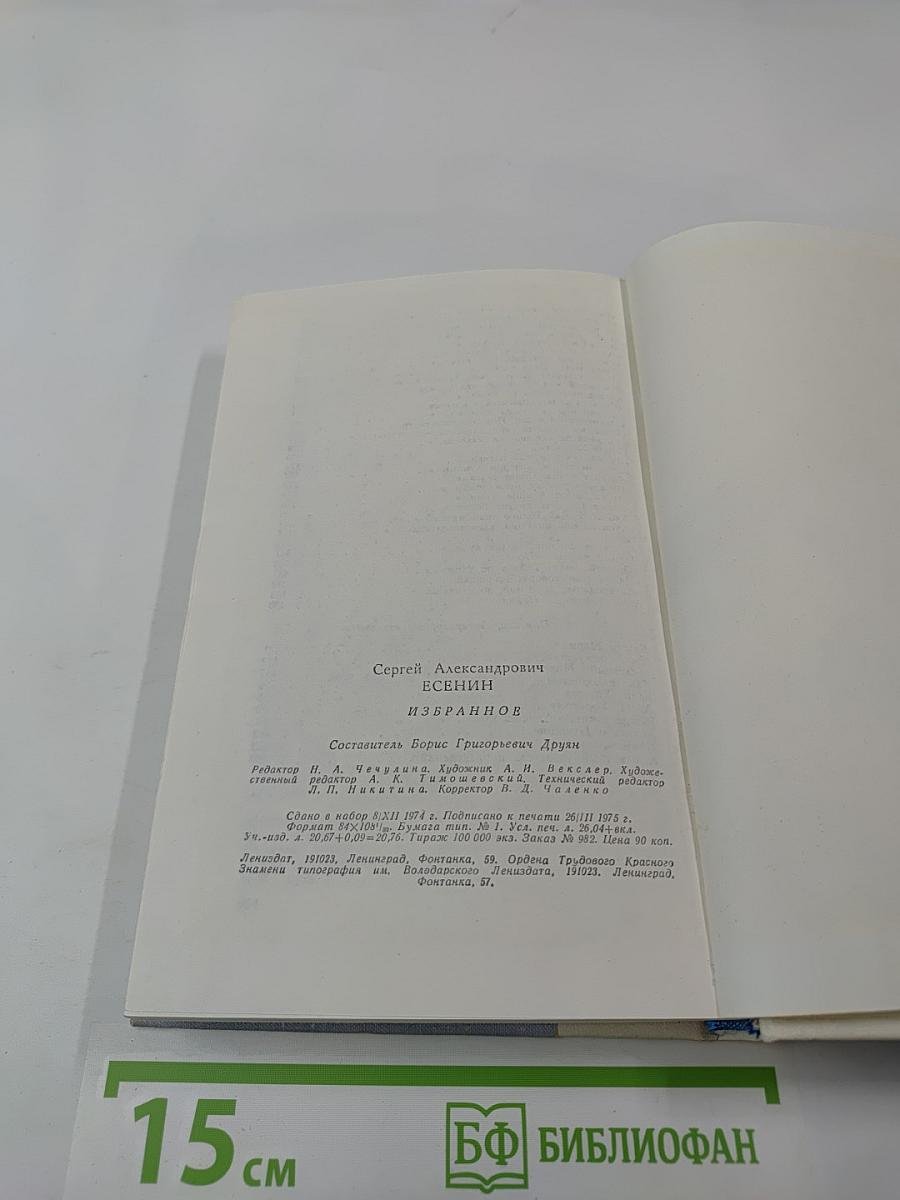 Сергей Александрович
ЕСЕНИН
ИЗБРАННОЕ
Составитель Борис Григорьевич Друян
Редактор Н. А. Чечулина. Художник А. И. Векслер. Художе-
ственный редактор А. К. Тимошевский. Технический редактор
Л. П. Никитина. Корректор В. Д. Чаленко
Сдано в набор 8/XII 1974 г. Подписано к печати 26/III 1975 г.
Формат 84×108¹/₃₂. Бумага тип. № 1. Усл. печ. л. 26,04+вкл.
Уч.-изд. л. 20,67+0,09=20,76. Тираж 100 000 экз. Заказ № 982. Цена 90 коп.
Лениздат, 191023, Ленинград, Фонтанка, 59. Ордена Трудового Красного
Знамени типография им. Володарского Лениздата, 191023. Ленинград,
Фонтанка, 57.
15 см
БФ БИБЛИОФАН